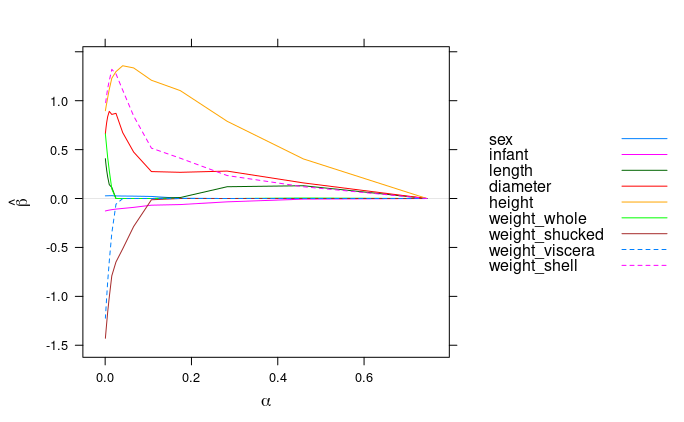 1.0
0.5
0.0
-0.5
-1.0
-1.5
β̂
0.0 0.2 0.4 0.6
α
sex
infant
length
diameter
height
weight_whole
weight_shucked
weight_viscera
weight_shell